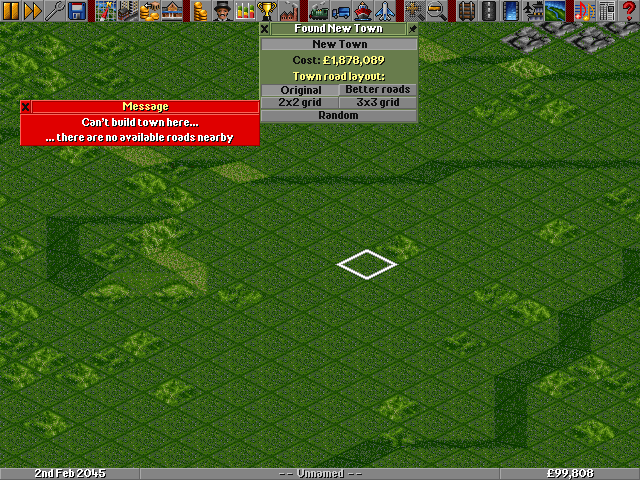 Found New Town
New Town
Cost: £1,878,089
Town road layout:
Original
Better roads
2x2 grid
3x3 grid
Random
Message
Can't build town here...
... there are no available roads nearby
2nd Feb 2045
-- Unnamed --
£99,808